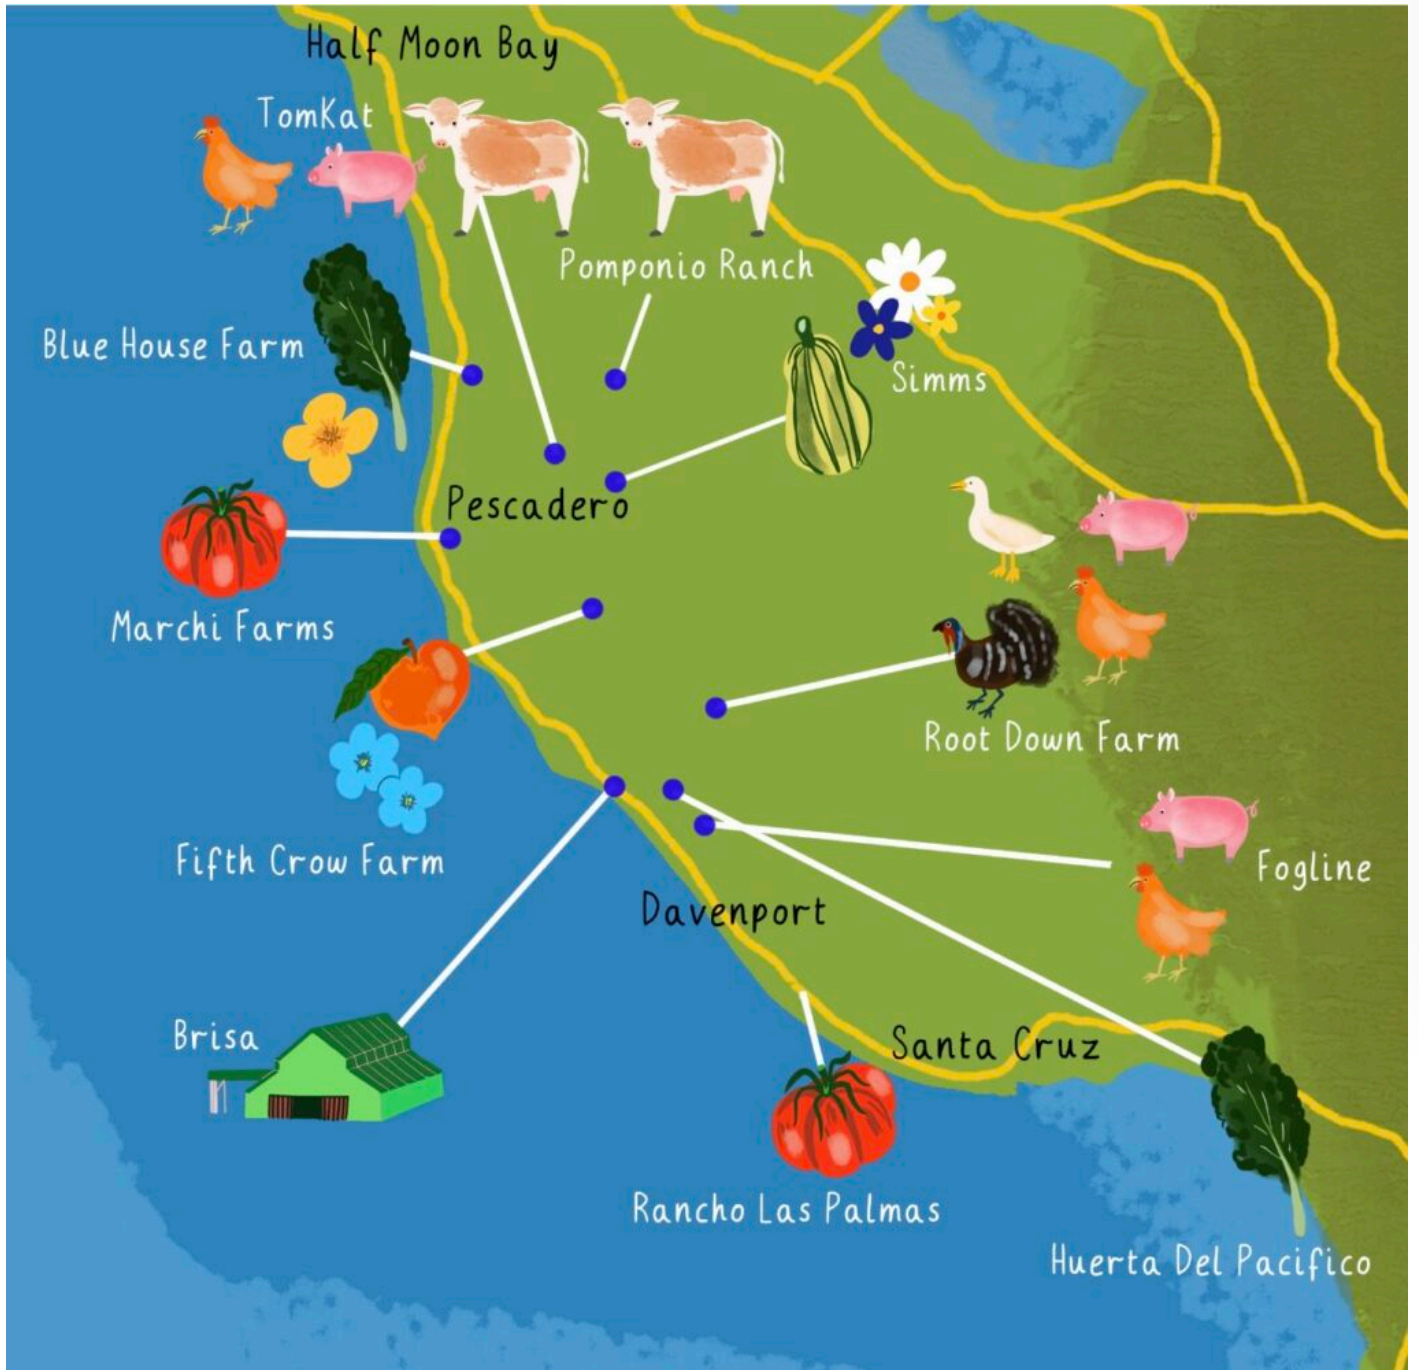 Half Moon Bay
TomKat
Pomponio Ranch
Blue House Farm
Simms
Pescadero
Marchi Farms
Root Down Farm
Fifth Crow Farm
Fogline
Davenport
Brisa
Santa Cruz
Rancho Las Palmas
Huerta Del Pacifico